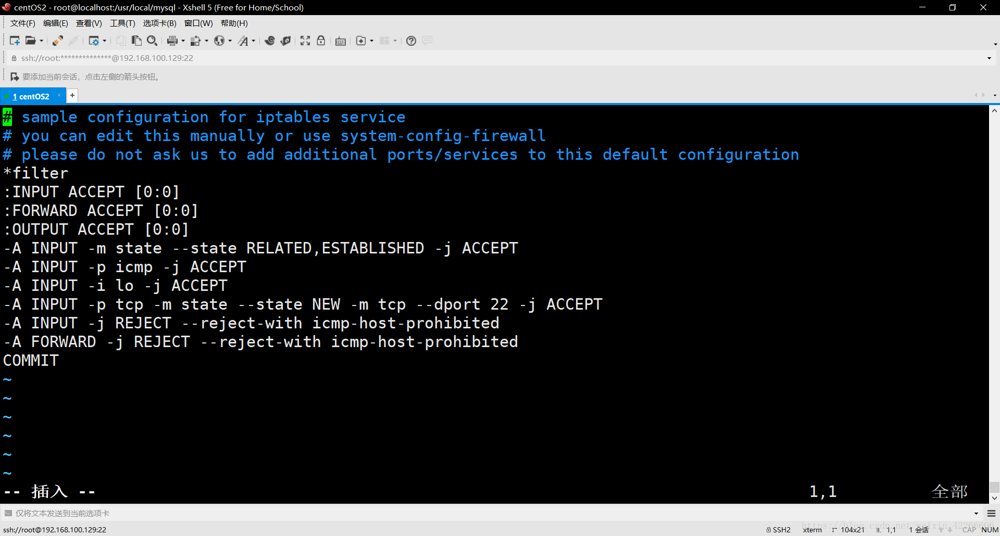 centOS2 - root@localhost:/usr/local/mysql - Xshell 5 (Free for Home/School)
文件(F) 编辑(E) 查看(V) 工具(T) 选项卡(B) 窗口(W) 帮助(H)
ssh://root:**************@192.168.100.129:22
要添加当前会话，点击左侧的箭头按钮。
1 centOS2 × +
# sample configuration for iptables service
# you can edit this manually or use system-config-firewall
# please do not ask us to add additional ports/services to this default configuration
*filter
:INPUT ACCEPT [0:0]
:FORWARD ACCEPT [0:0]
:OUTPUT ACCEPT [0:0]
-A INPUT -m state --state RELATED,ESTABLISHED -j ACCEPT
-A INPUT -p icmp -j ACCEPT
-A INPUT -i lo -j ACCEPT
-A INPUT -p tcp -m state --state NEW -m tcp --dport 22 -j ACCEPT
-A INPUT -j REJECT --reject-with icmp-host-prohibited
-A FORWARD -j REJECT --reject-with icmp-host-prohibited
COMMIT
~
~
~
~
~
~
-- 插入 -- 1,1 全部
仅将文本发送到当前选项卡
https://blog.csdn.net/weixin_42266606
ssh://root@192.168.100.129:22 SSH2 xterm 104x21 1,1 1 会话 CAP NUM